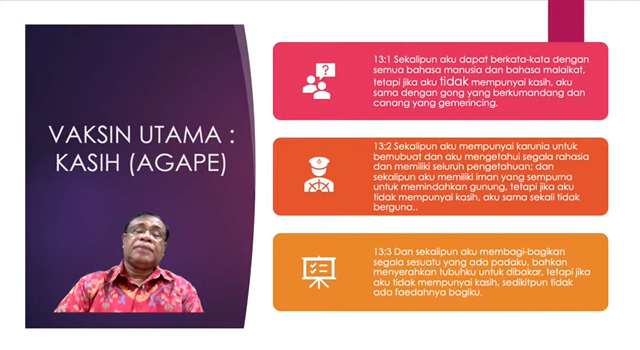 VAKSIN UTAMA :
KASIH (AGAPE)
13:1 Sekalipun aku dapat berkata-kata dengan
semua bahasa manusia dan bahasa malaikat,
tetapi jika aku tidak mempunyai kasih, aku
sama dengan gong yang berkumandang dan
canang yang gemerincing.
13:2 Sekalipun aku mempunyai karunia untuk
bernubuat dan aku mengetahui segala rahasia
dan memiliki seluruh pengetahuan; dan
sekalipun aku memiliki iman yang sempurna
untuk memindahkan gunung, tetapi jika aku
tidak mempunyai kasih, aku sama sekali tidak
berguna..
13:3 Dan sekalipun aku membagi-bagikan
segala sesuatu yang ada padaku, bahkan
menyerahkan tubuhku untuk dibakar, tetapi jika
aku tidak mempunyai kasih, sedikitpun tidak
ada faedahnya bagiku.